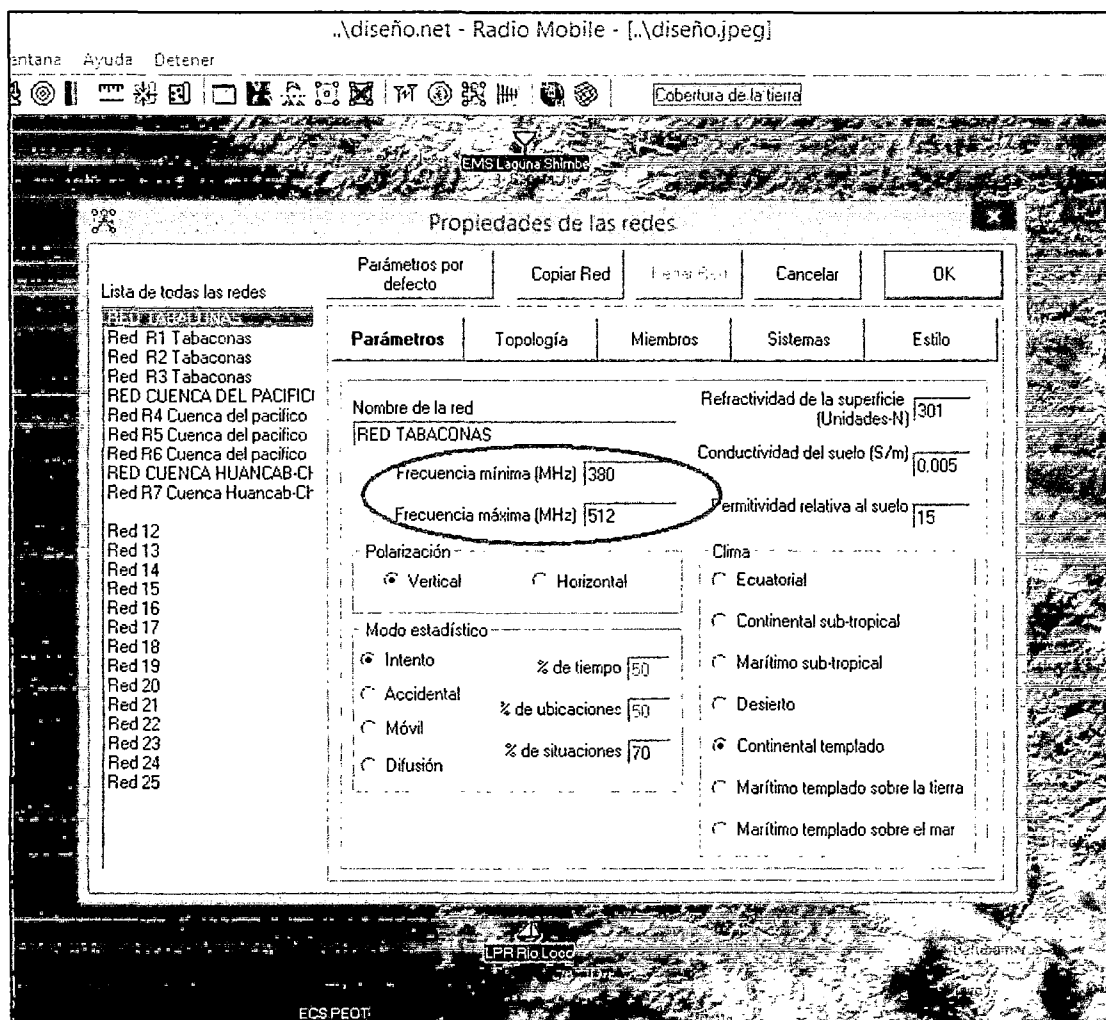 ..\diseño.net - Radio Mobile - [..\diseño.jpeg]
entana Ayuda Detener
Cobertura de la tierra
EMS Laguna Shimbe
Propiedades de las redes
Parámetros por defecto
Copiar Red
Cancelar
OK
Lista de todas las redes
RED TABACONAS
Red R1 Tabaconas
Red R2 Tabaconas
Red R3 Tabaconas
RED CUENCA DEL PACIFICI
Red R4 Cuenca del pacifico
Red R5 Cuenca del pacifico
Red R6 Cuenca del pacifico
RED CUENCA HUANCAB-CH
Red R7 Cuenca Huancab-Ch
Red 12
Red 13
Red 14
Red 15
Red 16
Red 17
Red 18
Red 19
Red 20
Red 21
Red 22
Red 23
Red 24
Red 25
Parámetros
Topología
Miembros
Sistemas
Estilo
Nombre de la red
RED TABACONAS
Frecuencia mínima (MHz) 380
Frecuencia máxima (MHz) 512
Refractividad de la superficie (Unidades-N) 301
Conductividad del suelo (S/m) 0,005
Permitividad relativa al suelo 15
Polarización
Vertical
Horizontal
Modo estadístico
Intento
Accidental
Móvil
Difusión
% de tiempo 50
% de ubicaciones 50
% de situaciones 70
Clima
Ecuatorial
Continental sub-tropical
Marítimo sub-tropical
Desierto
Continental templado
Marítimo templado sobre la tierra
Marítimo templado sobre el mar
LPR Rio Loco
ECS PEOT